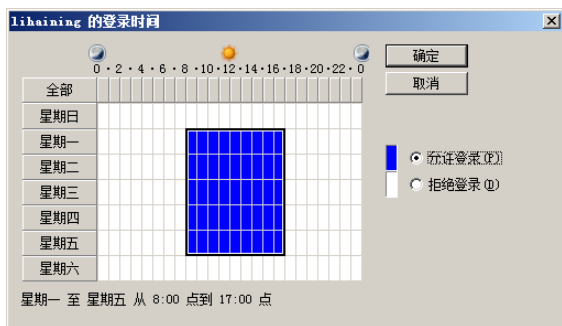 lihaining 的登录时间
0 · 2 · 4 · 6 · 8 · 10 · 12 · 14 · 16 · 18 · 20 · 22 · 0
确定
取消
全部
星期日
星期一
星期二
星期三
星期四
星期五
星期六
允许登录(P)
拒绝登录(D)
星期一 至 星期五 从 8:00 点到 17:00 点